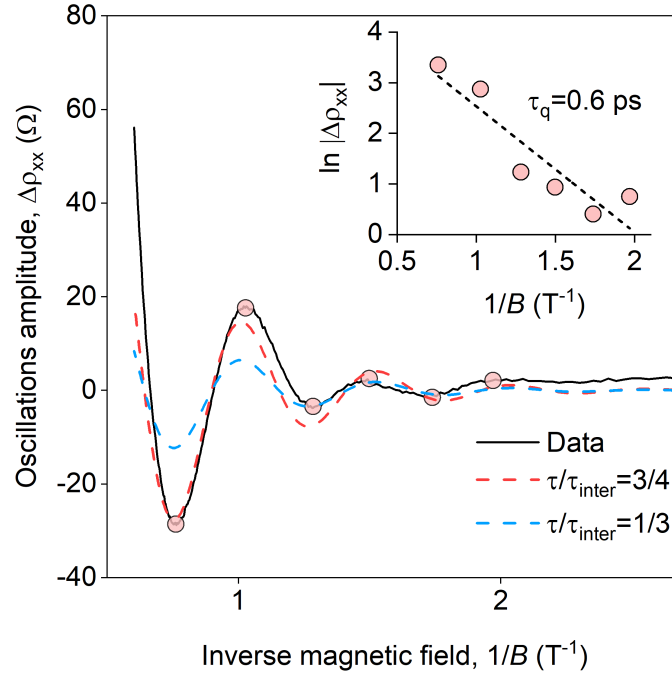 80
60
40
20
0
-20
-40
Oscillations amplitude, Δρxx (Ω)
1
2
Inverse magnetic field, 1/B (T⁻¹)
4
3
2
1
0
ln |Δρxx|
0.5
1
1.5
2
1/B (T⁻¹)
τq=0.6 ps
Data
τ/τinter=3/4
τ/τinter=1/3